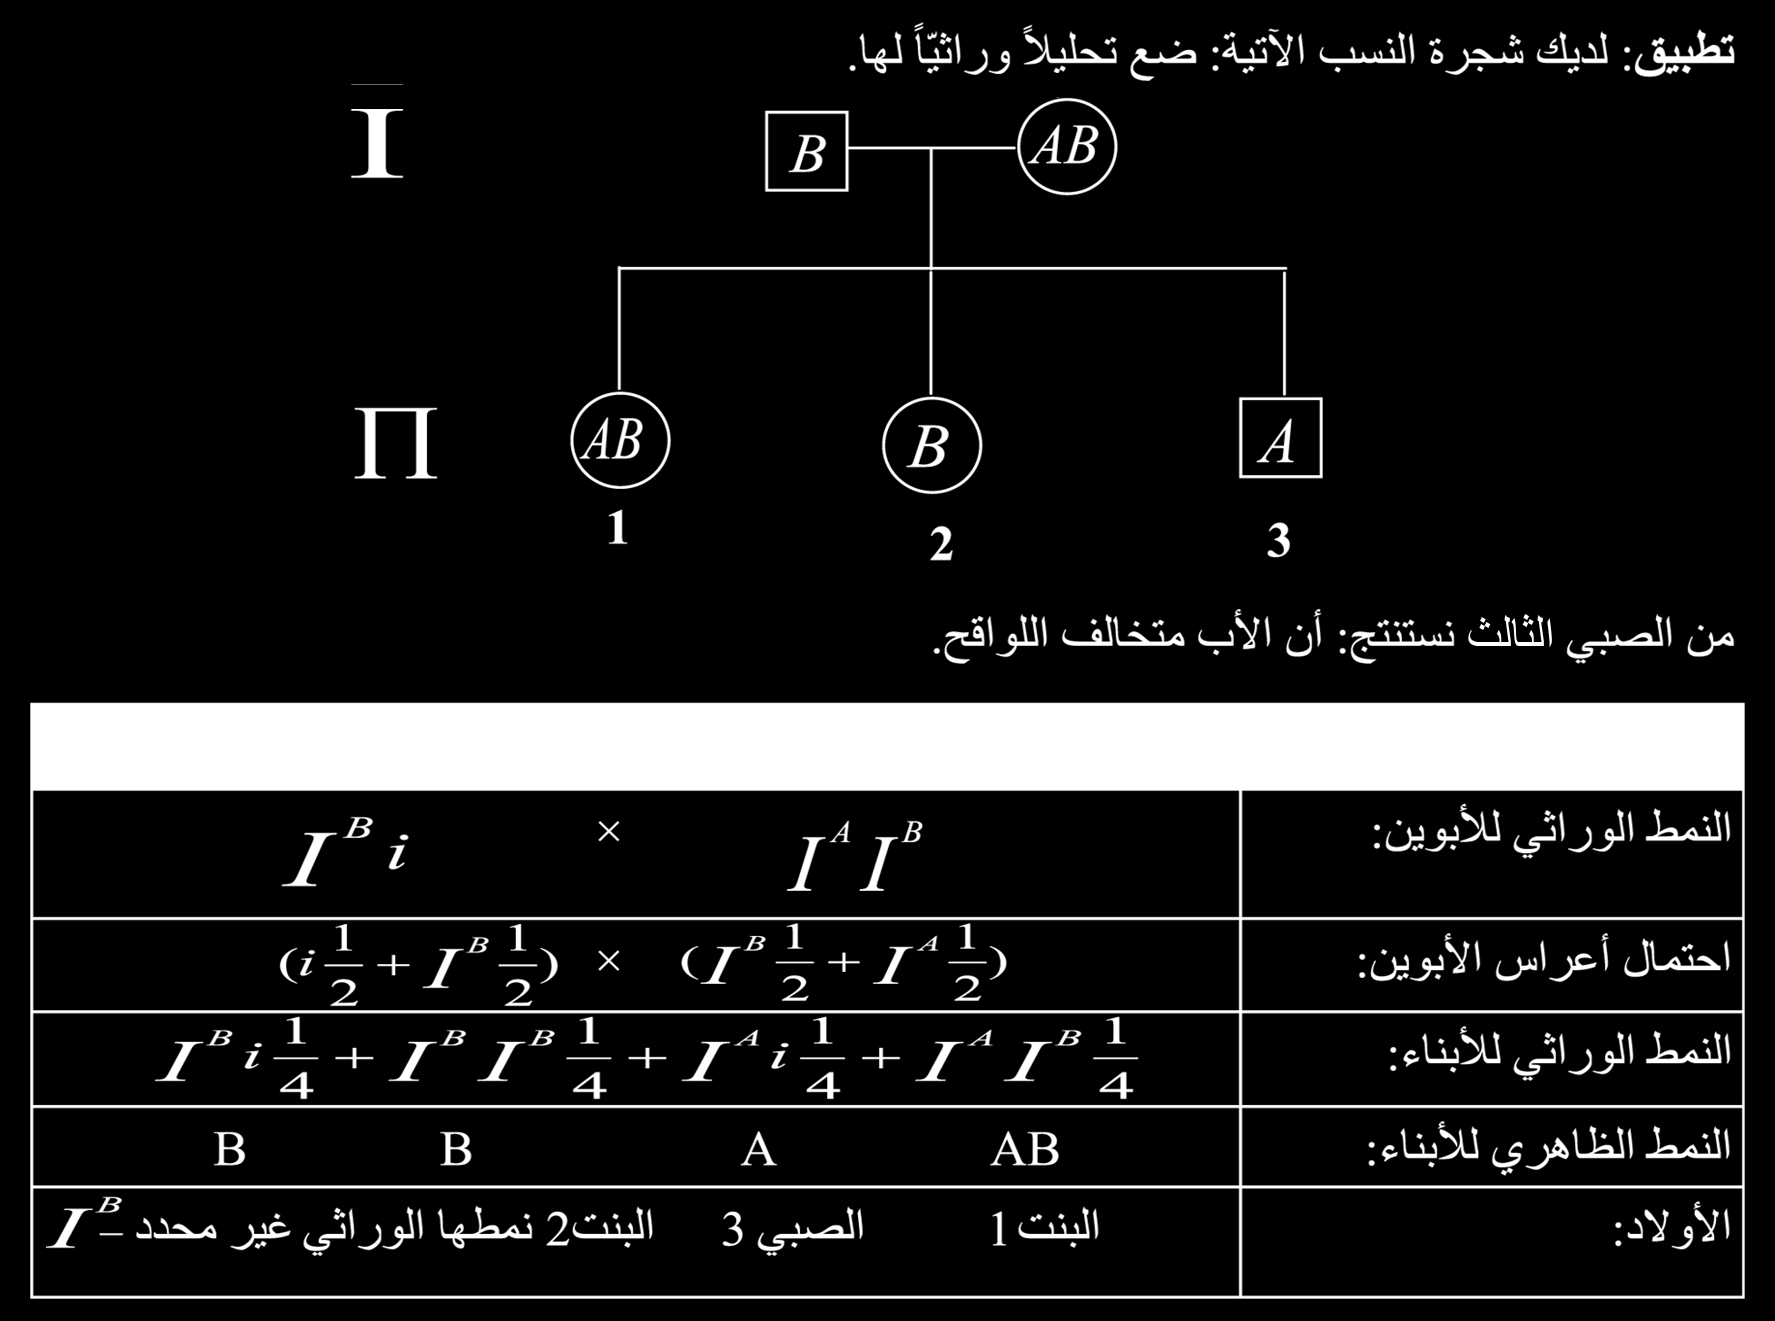 تطبيق: لديك شجرة النسب الآتية: ضع تحليلاً وراثيّاً لها.
I B AB
II AB B A
1 2 3
من الصبي الثالث نستنتج: أن الأب متخالف اللواقح.
النمط الوراثي للأبوين: I^A I^B × I^B i
احتمال أعراس الأبوين: (i 1/2 + I^B 1/2) × (I^B 1/2 + I^A 1/2)
النمط الوراثي للأبناء: I^B i 1/4 + I^B I^B 1/4 + I^A i 1/4 + I^A I^B 1/4
النمط الظاهري للأبناء: AB A B B
الأولاد: البنت 1 الصبي 3 البنت2 نمطها الوراثي غير محدد I^B –